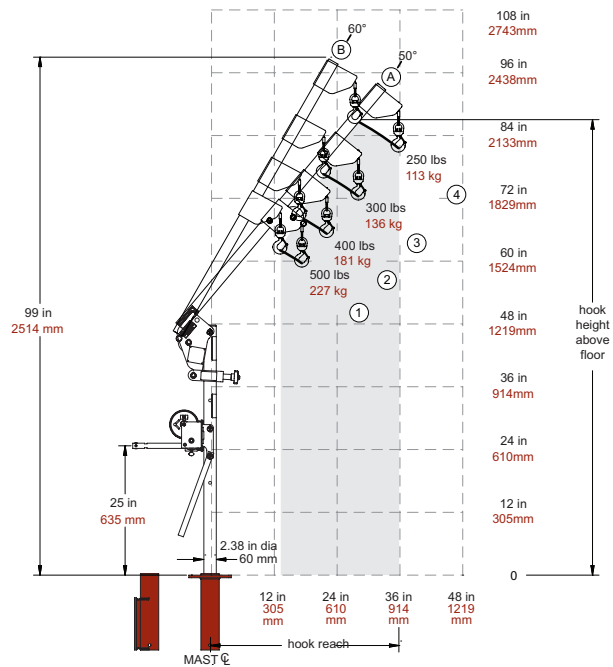 B
60°
A
50°
108 in
2743mm
96 in
2438mm
84 in
2133mm
72 in
1829mm
60 in
1524mm
48 in
1219mm
36 in
914mm
24 in
610mm
12 in
305mm
0
250 lbs
113 kg
4
300 lbs
136 kg
3
400 lbs
181 kg
2
500 lbs
227 kg
1
99 in
2514 mm
hook
height
above
floor
25 in
635 mm
2.38 in dia
60 mm
12 in
305
mm
24 in
610
mm
36 in
914
mm
48 in
1219
mm
hook reach
MAST ℄